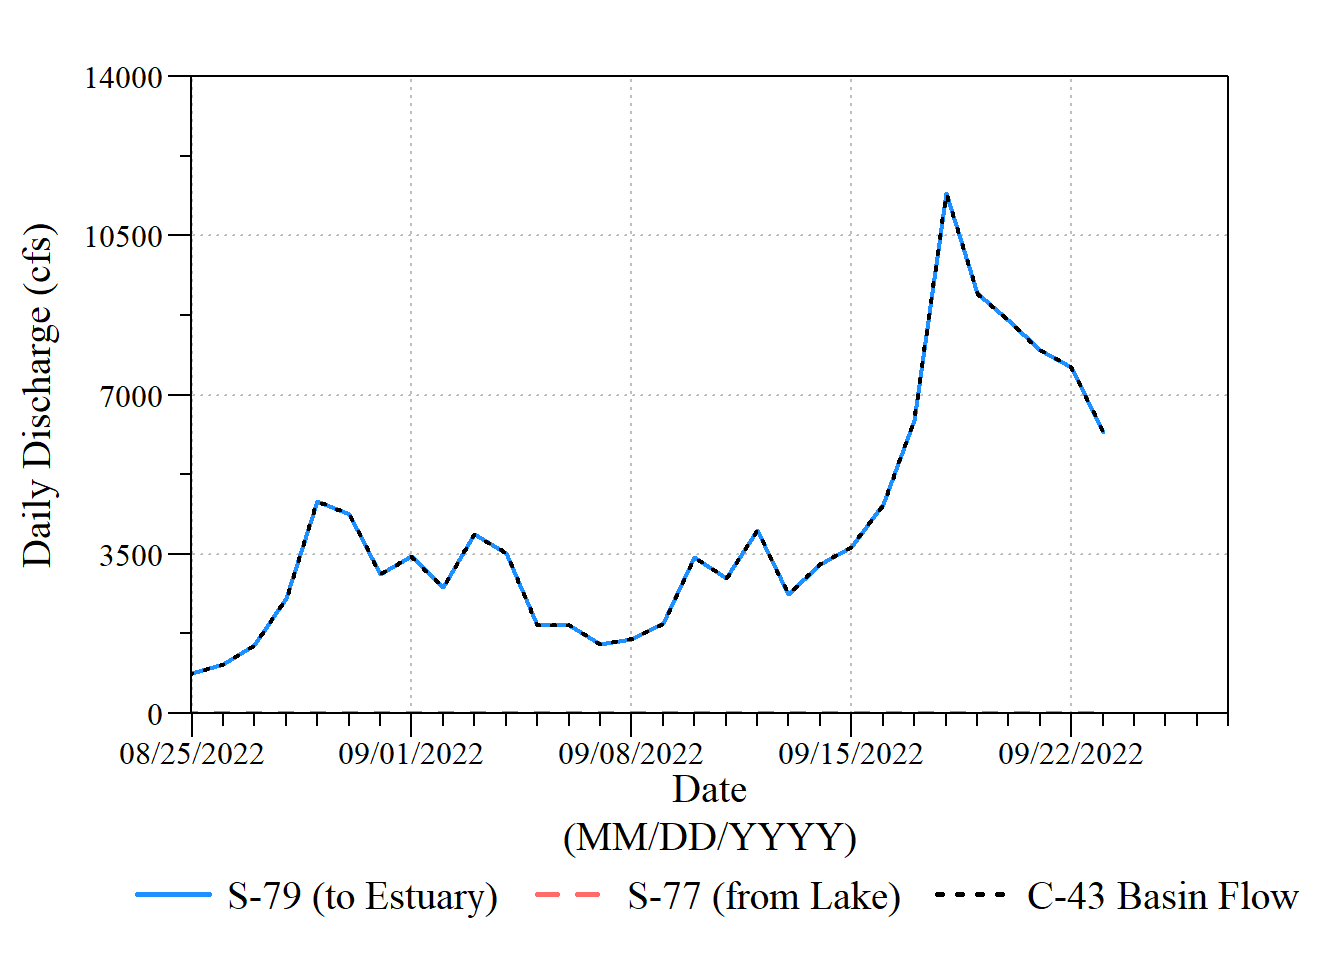 14000
10500
7000
3500
0
Daily Discharge (cfs)
08/25/2022 09/01/2022 09/08/2022 09/15/2022 09/22/2022
Date
(MM/DD/YYYY)
S-79 (to Estuary) S-77 (from Lake) C-43 Basin Flow